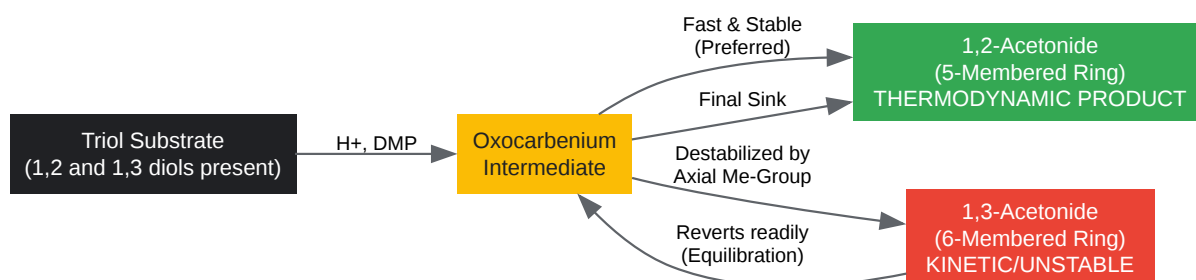 Triol Substrate
(1,2 and 1,3 diols present)
H+, DMP
Oxocarbenium
Intermediate
Fast & Stable
(Preferred)
Final Sink
Destabilized by
Axial Me-Group
Reverts readily
(Equilibration)
1,2-Acetonide
(5-Membered Ring)
THERMODYNAMIC PRODUCT
1,3-Acetonide
(6-Membered Ring)
KINETIC/UNSTABLE